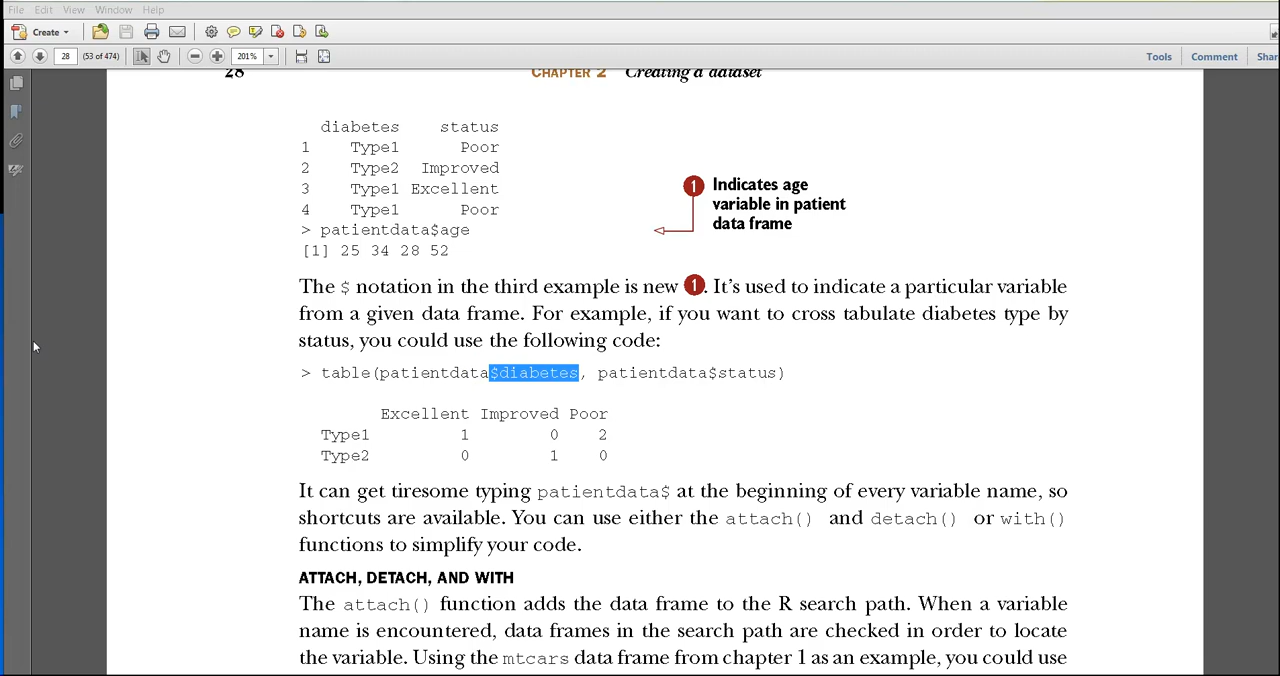 File Edit View Window Help
Create
28 (53 of 474) 201% Tools Comment Shar
28 CHAPTER 2 Creating a dataset
diabetes status
1 Type1 Poor
2 Type2 Improved
3 Type1 Excellent
4 Type1 Poor
> patientdata$age
[1] 25 34 28 52
1 Indicates age
variable in patient
data frame
The $ notation in the third example is new 1. It's used to indicate a particular variable
from a given data frame. For example, if you want to cross tabulate diabetes type by
status, you could use the following code:
> table(patientdata$diabetes, patientdata$status)
Excellent Improved Poor
Type1 1 0 2
Type2 0 1 0
It can get tiresome typing patientdata$ at the beginning of every variable name, so
shortcuts are available. You can use either the attach() and detach() or with()
functions to simplify your code.
ATTACH, DETACH, AND WITH
The attach() function adds the data frame to the R search path. When a variable
name is encountered, data frames in the search path are checked in order to locate
the variable. Using the mtcars data frame from chapter 1 as an example, you could use